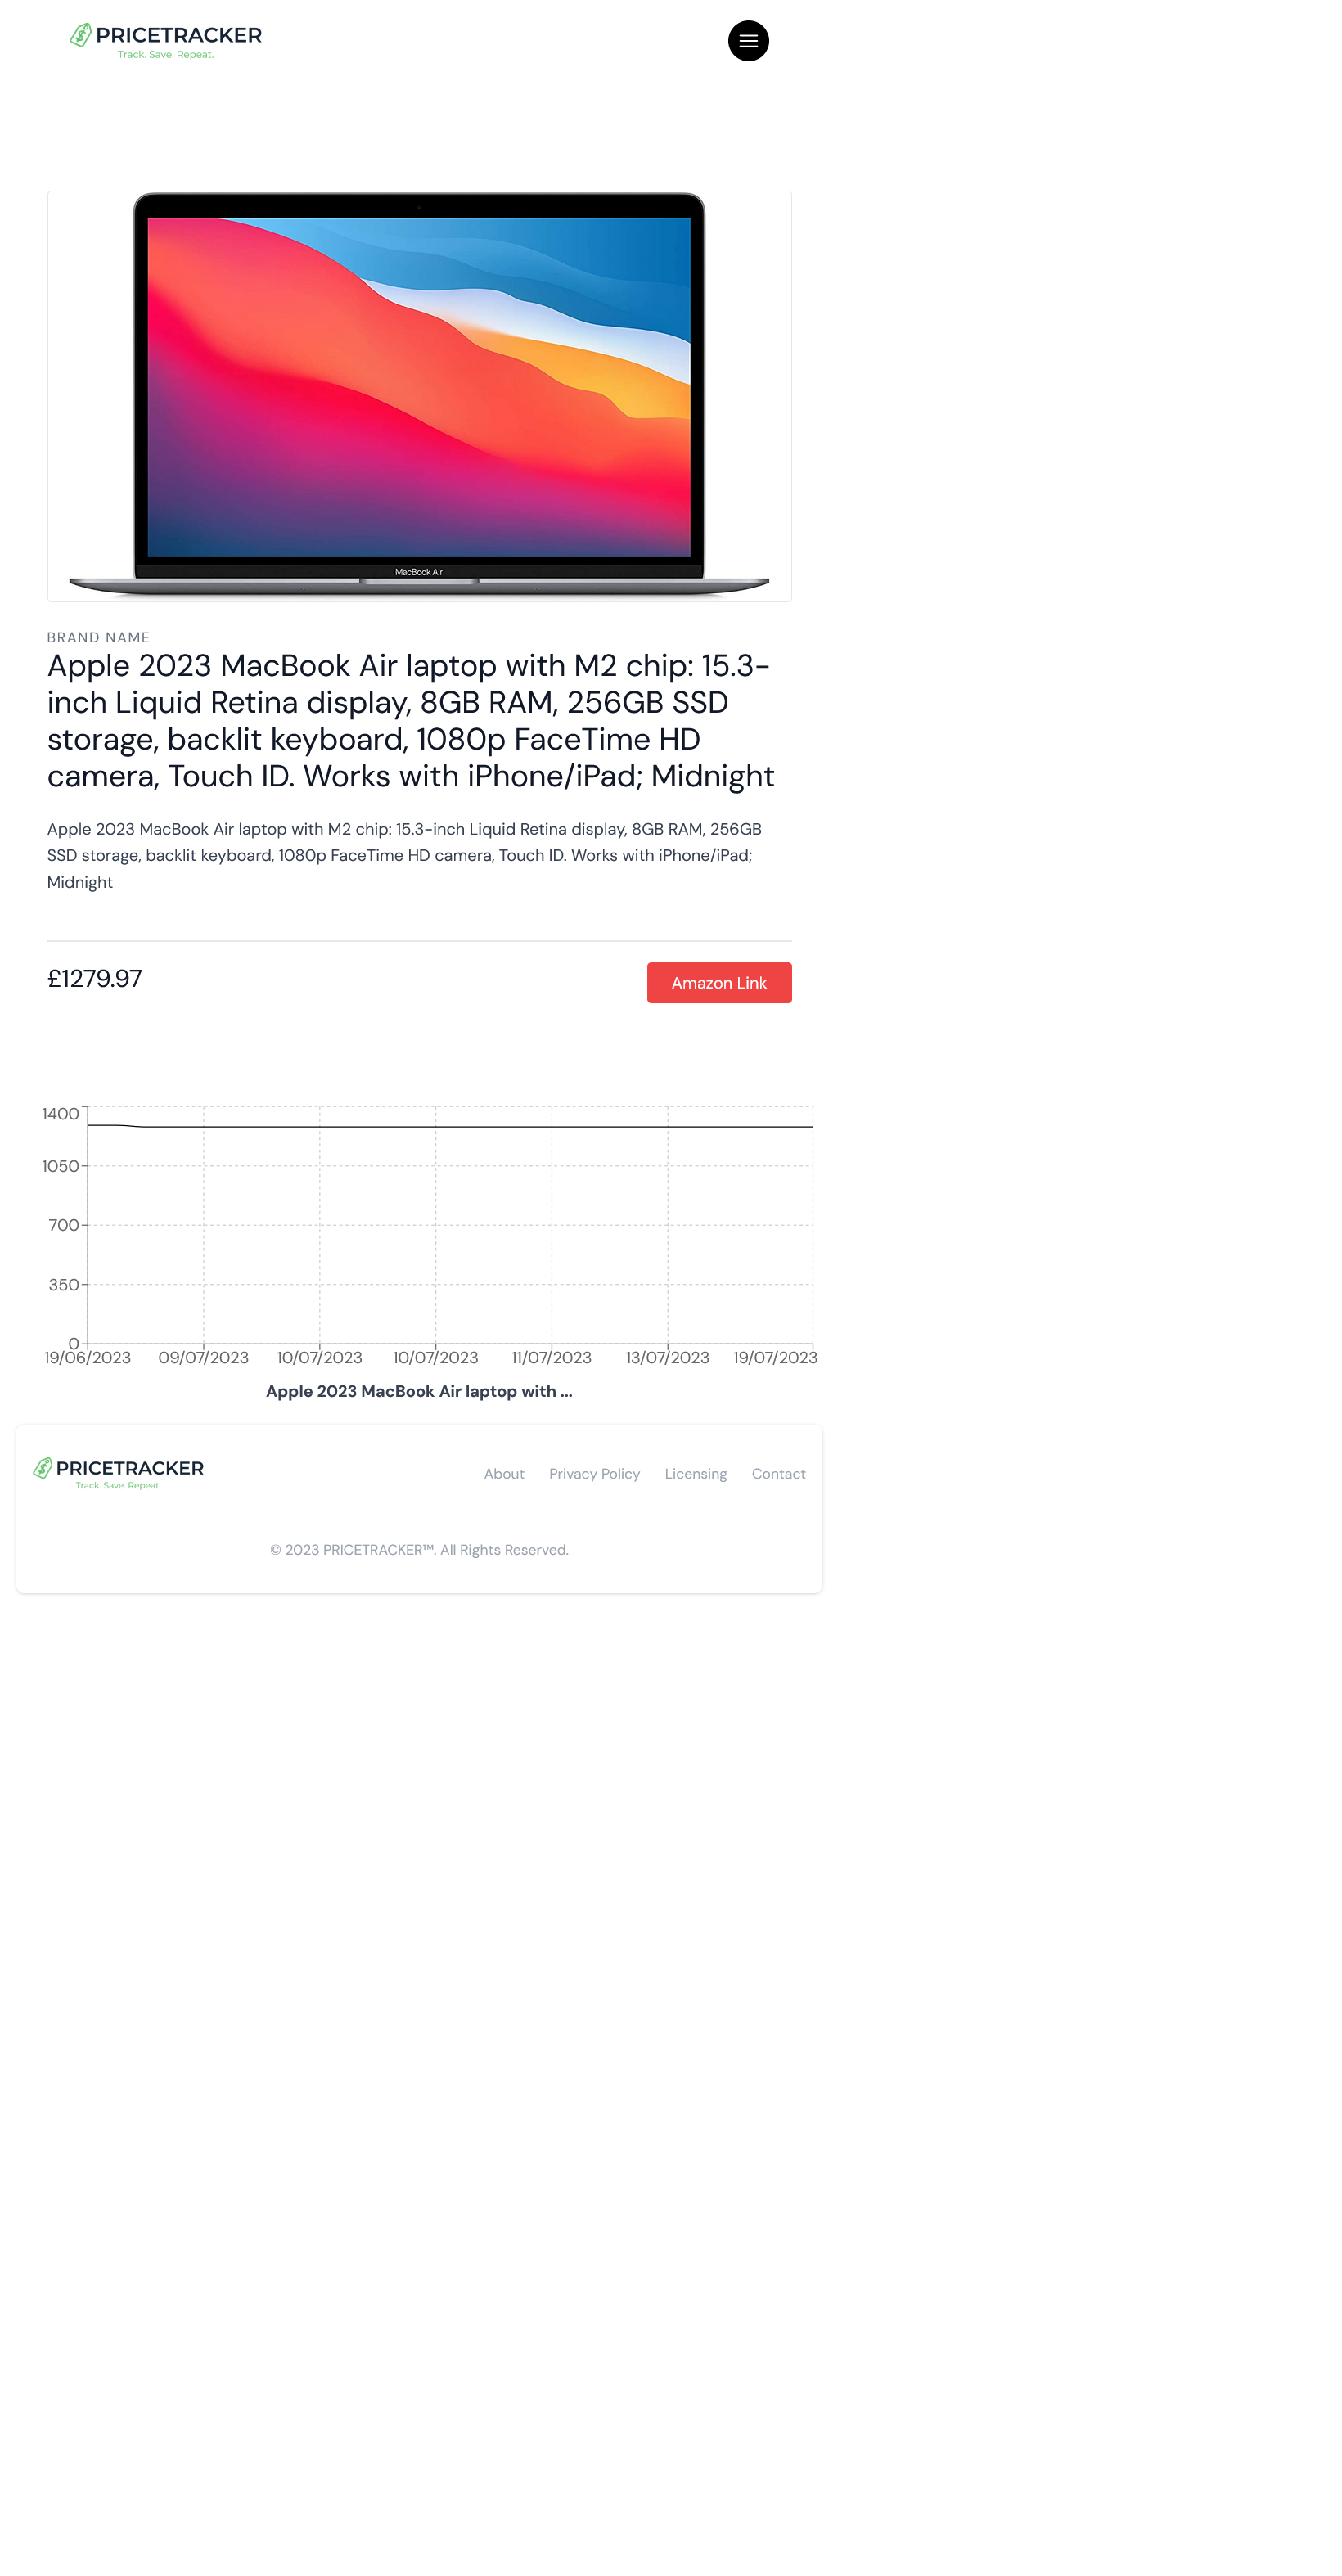 PRICETRACKER
Track. Save. Repeat.
MacBook Air
BRAND NAME
Apple 2023 MacBook Air laptop with M2 chip: 15.3-
inch Liquid Retina display, 8GB RAM, 256GB SSD
storage, backlit keyboard, 1080p FaceTime HD
camera, Touch ID. Works with iPhone/iPad; Midnight
Apple 2023 MacBook Air laptop with M2 chip: 15.3-inch Liquid Retina display, 8GB RAM, 256GB
SSD storage, backlit keyboard, 1080p FaceTime HD camera, Touch ID. Works with iPhone/iPad;
Midnight
£1279.97 Amazon Link
1400
1050
700
350
0
19/06/2023 09/07/2023 10/07/2023 10/07/2023 11/07/2023 13/07/2023 19/07/2023
Apple 2023 MacBook Air laptop with ...
PRICETRACKER
Track. Save. Repeat.
About Privacy Policy Licensing Contact
© 2023 PRICETRACKER™. All Rights Reserved.